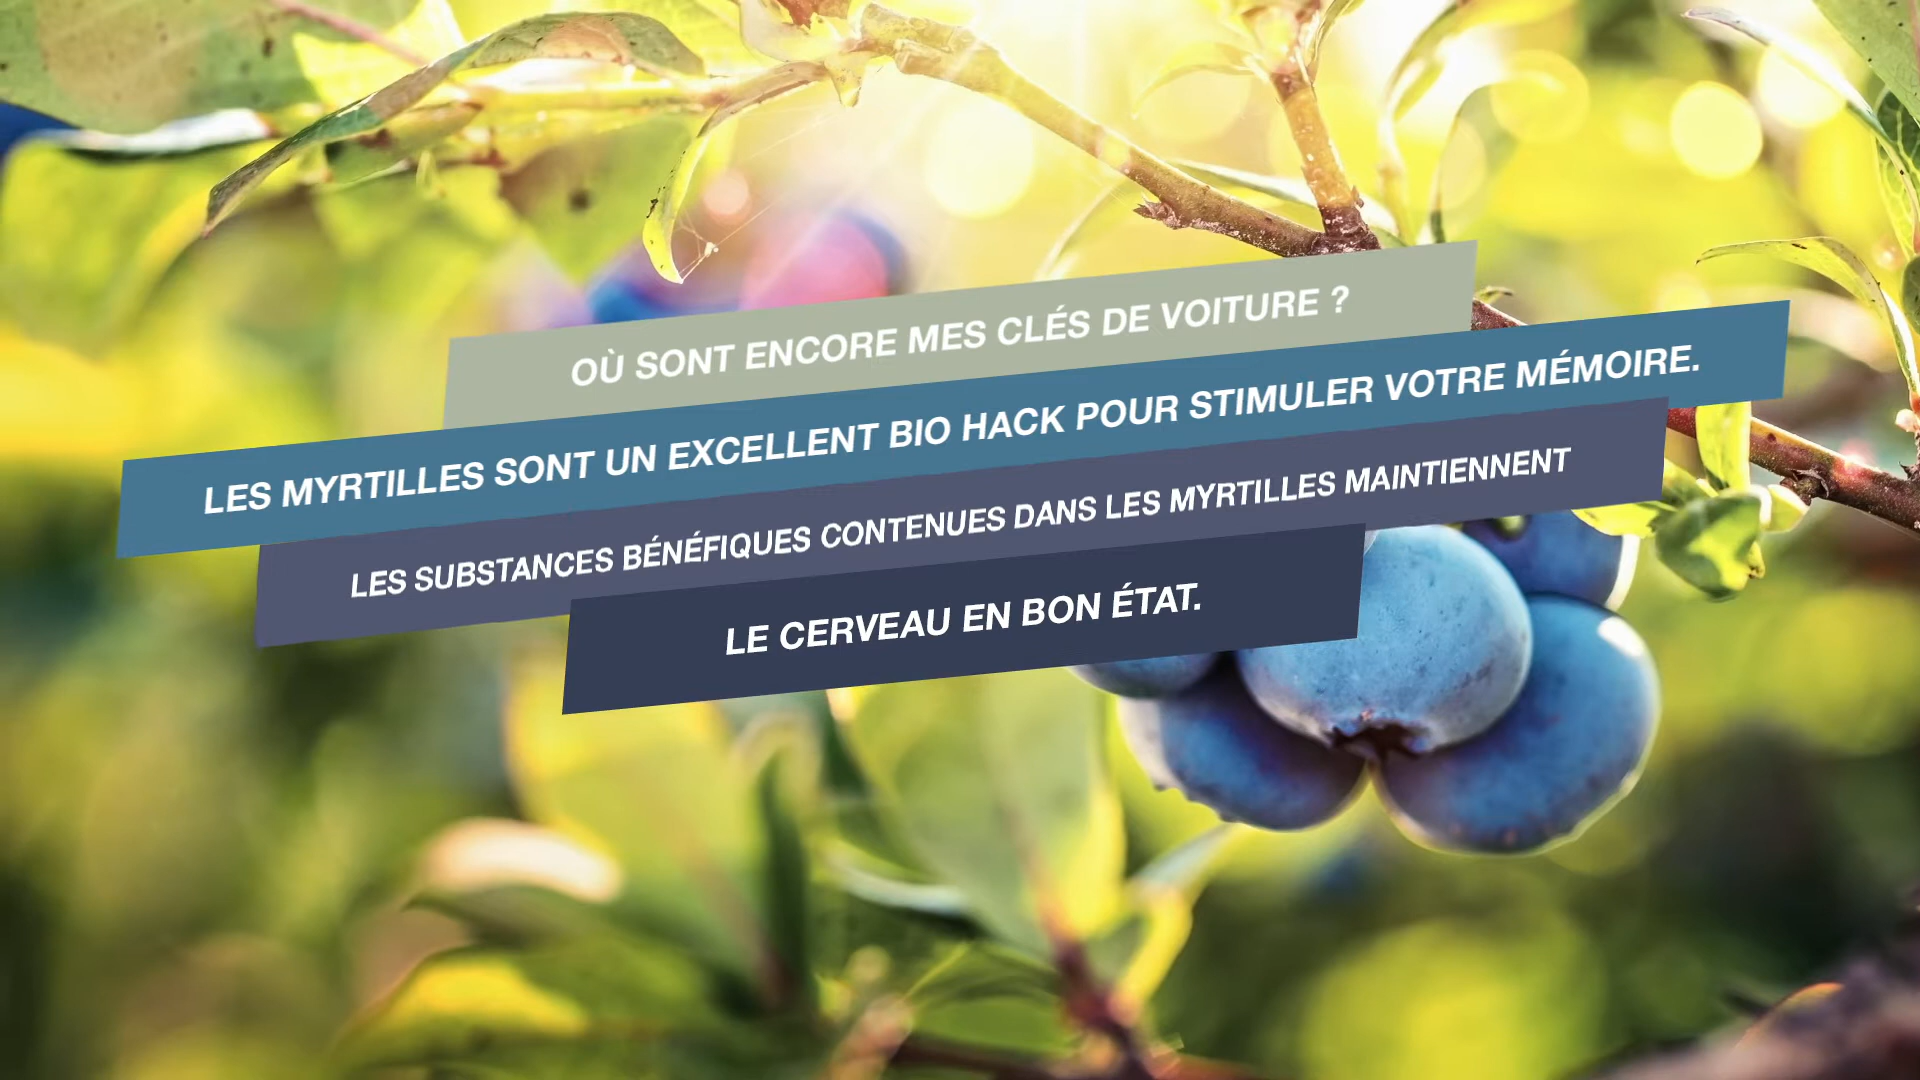 OÙ SONT ENCORE MES CLÉS DE VOITURE ?
LES MYRTILLES SONT UN EXCELLENT BIO HACK POUR STIMULER VOTRE MÉMOIRE.
LES SUBSTANCES BÉNÉFIQUES CONTENUES DANS LES MYRTILLES MAINTIENNENT
LE CERVEAU EN BON ÉTAT.